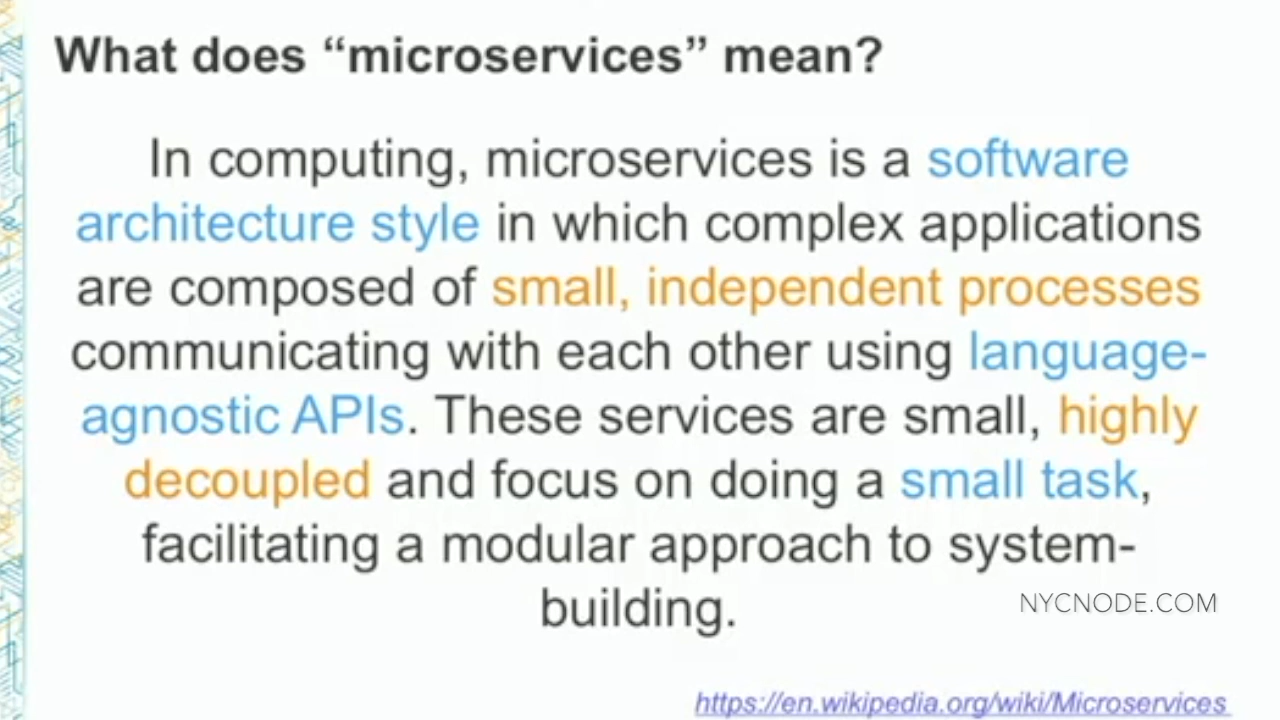 What does “microservices” mean?
In computing, microservices is a software
architecture style in which complex applications
are composed of small, independent processes
communicating with each other using language-
agnostic APIs. These services are small, highly
decoupled and focus on doing a small task,
facilitating a modular approach to system-
building.
NYCNODE.COM
https://en.wikipedia.org/wiki/Microservices